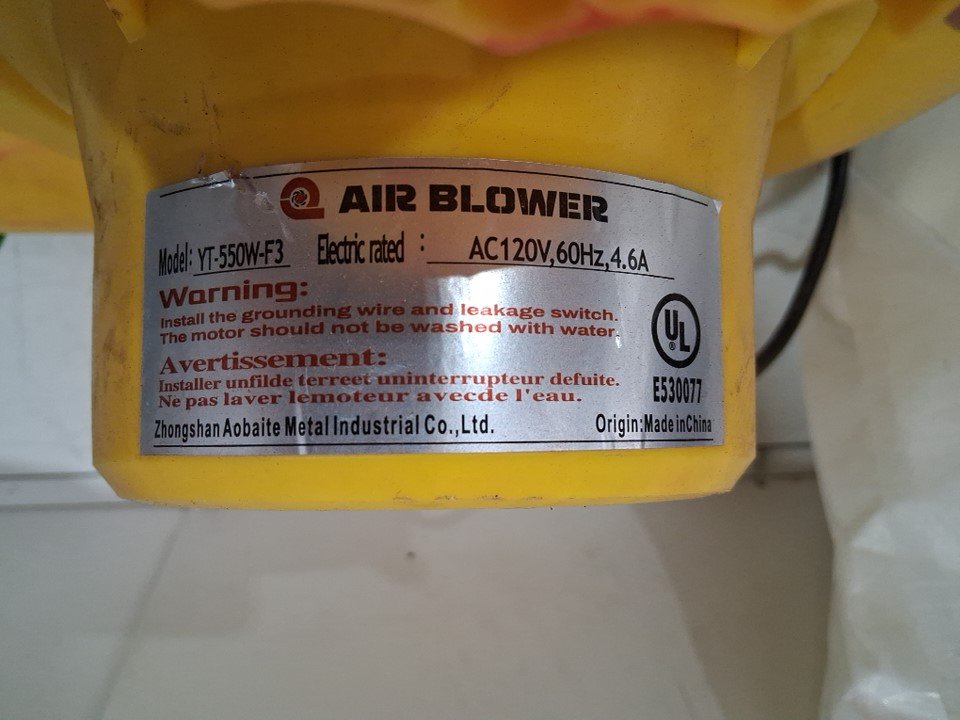 AIR BLOWER
Model: YT-550W-F3 Electric rated : AC120V,60Hz,4.6A
Warning:
Install the grounding wire and leakage switch.
The motor should not be washed with water.
Avertissement:
Installer unfilde terreet uninterrupteur defuite.
Ne pas laver lemoteur avecde l'eau.
UL
®
E530077
Zhongshan Aobaite Metal Industrial Co.,Ltd. Origin:Made in China